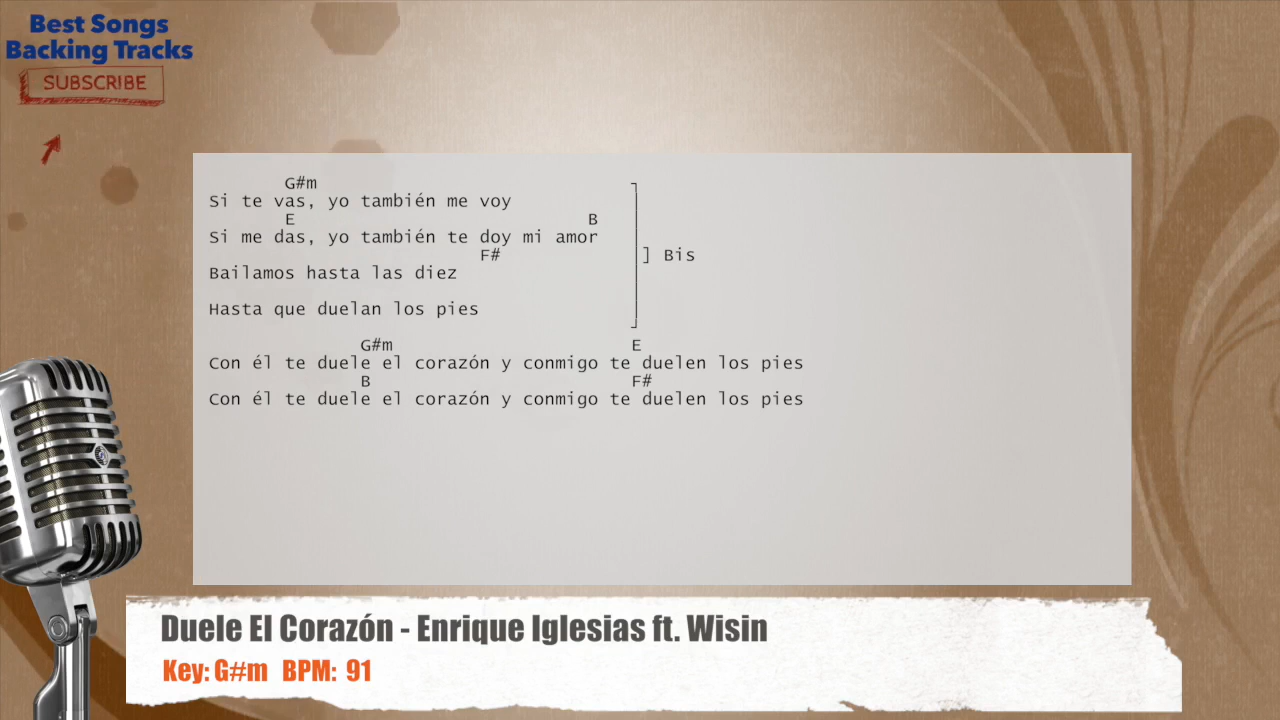 Best Songs
Backing Tracks
SUBSCRIBE
G#m
Si te vas, yo también me voy
E B
Si me das, yo también te doy mi amor
F# ] Bis
Bailamos hasta las diez
Hasta que duelan los pies
G#m E
Con él te duele el corazón y conmigo te duelen los pies
B F#
Con él te duele el corazón y conmigo te duelen los pies
Duele El Corazón - Enrique Iglesias ft. Wisin
Key: G#m BPM: 91